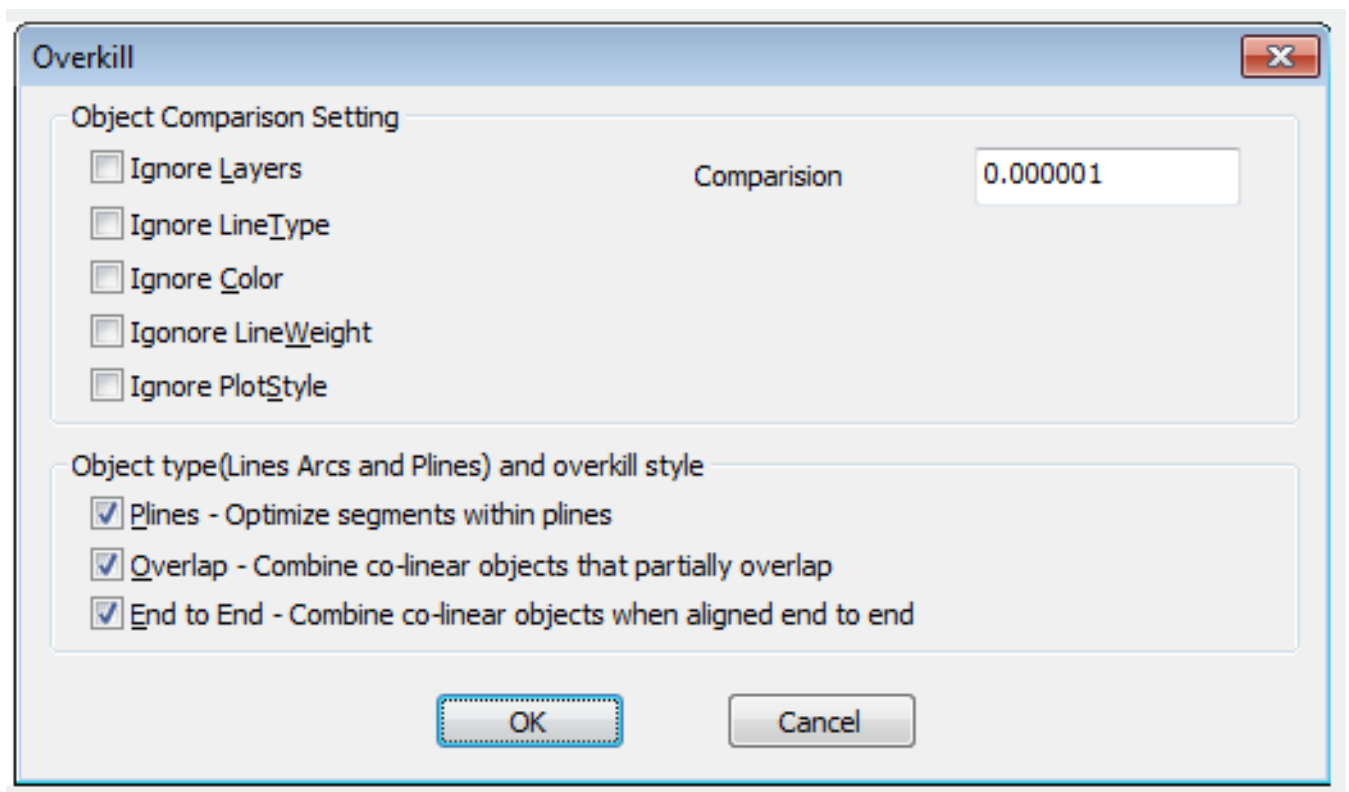 Overkill
Object Comparison Setting
Ignore Layers
Comparision 0.000001
Ignore LineType
Ignore Color
Igonore LineWeight
Ignore PlotStyle
Object type(Lines Arcs and Plines) and overkill style
Plines - Optimize segments within plines
Overlap - Combine co-linear objects that partially overlap
End to End - Combine co-linear objects when aligned end to end
OK Cancel